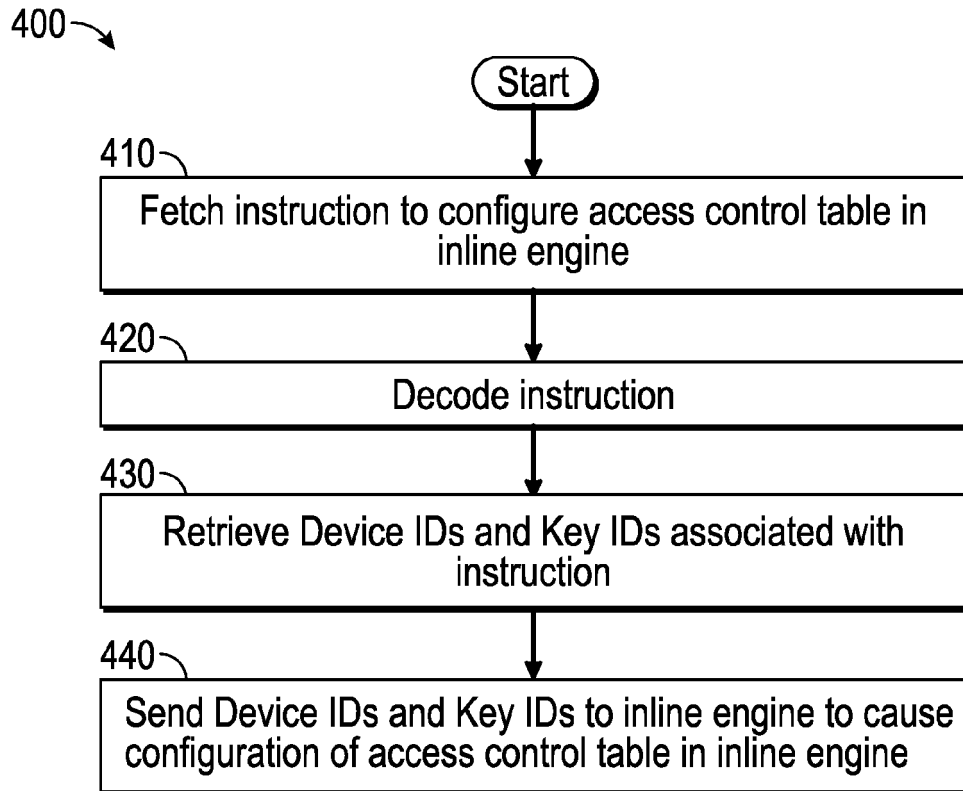 400
Start
410
Fetch instruction to configure access control table in
inline engine
420
Decode instruction
430
Retrieve Device IDs and Key IDs associated with
instruction
440
Send Device IDs and Key IDs to inline engine to cause
configuration of access control table in inline engine